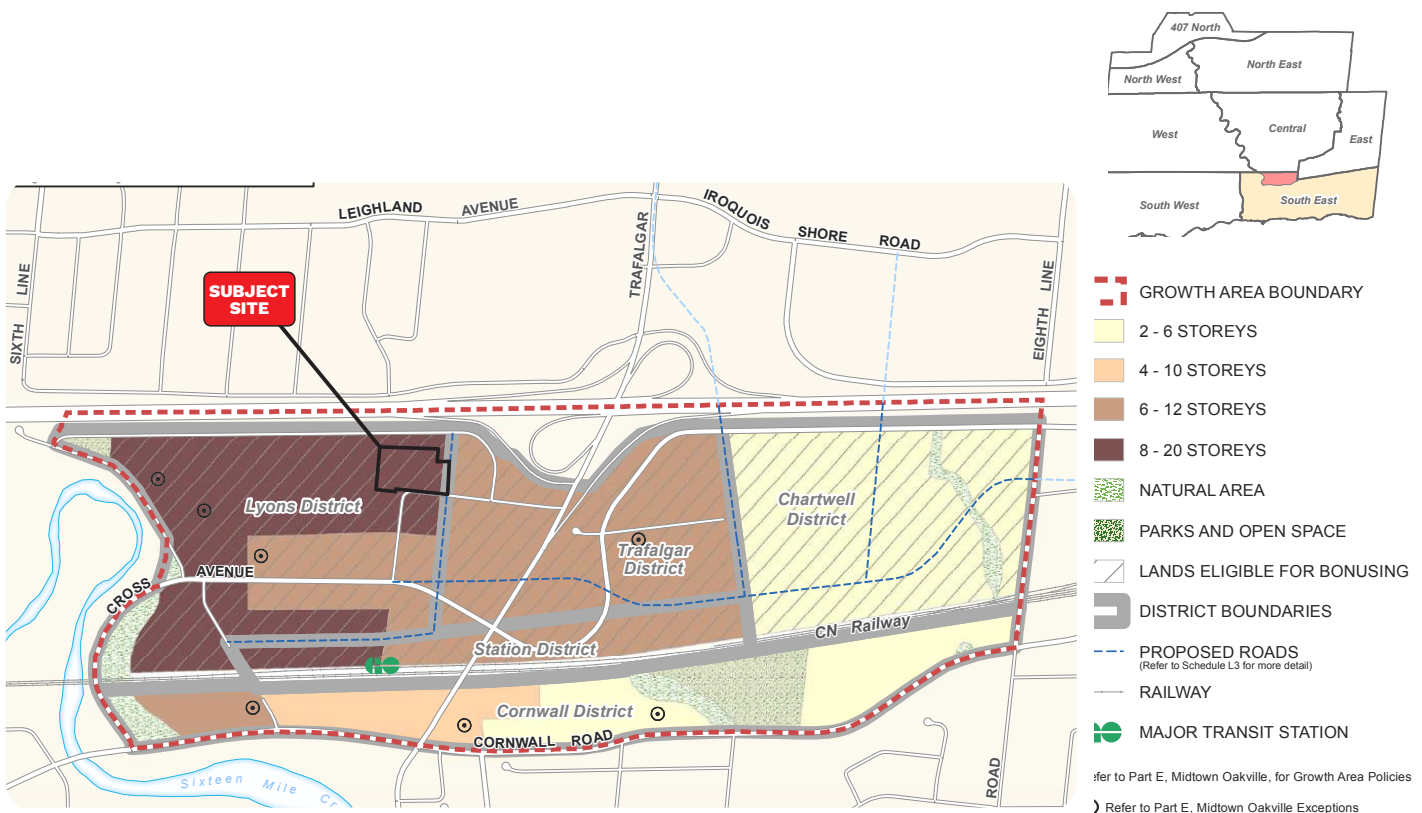 407 North
North West
North East
West
Central
East
South West
South East
LEIGHLAND AVENUE
IROQUOIS SHORE ROAD
SIXTH LINE
TRAFALGAR
EIGHTH LINE
SUBJECT
SITE
Lyons District
Chartwell
District
Trafalgar
District
CROSS AVENUE
CN Railway
Station District
Cornwall District
CORNWALL ROAD
Sixteen Mile
ROAD
GROWTH AREA BOUNDARY
2 - 6 STOREYS
4 - 10 STOREYS
6 - 12 STOREYS
8 - 20 STOREYS
NATURAL AREA
PARKS AND OPEN SPACE
LANDS ELIGIBLE FOR BONUSING
DISTRICT BOUNDARIES
PROPOSED ROADS
(Refer to Schedule L3 for more detail)
RAILWAY
MAJOR TRANSIT STATION
efer to Part E, Midtown Oakville, for Growth Area Policies
Refer to Part E, Midtown Oakville Exceptions